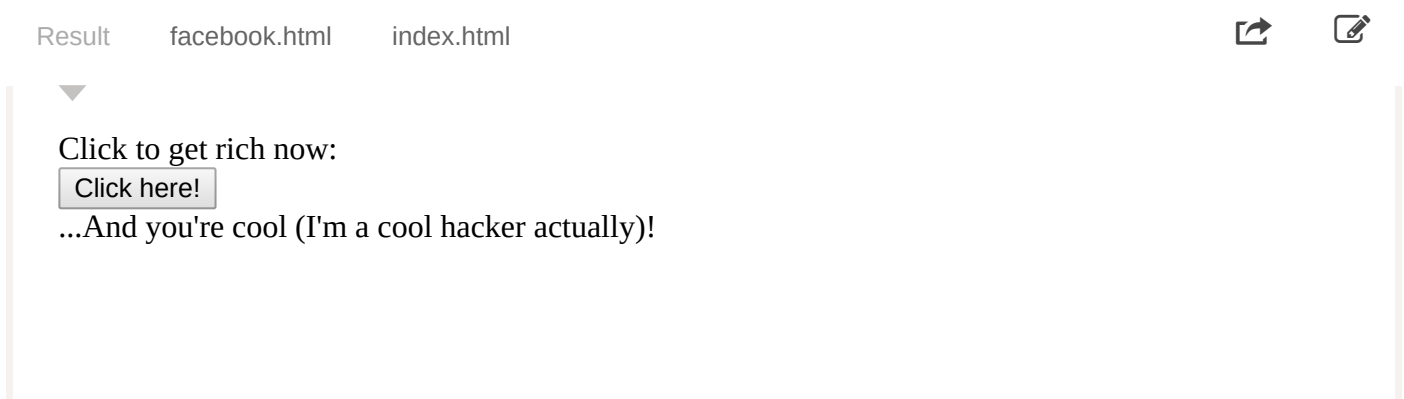 Result facebook.html index.html
Click to get rich now:
Click here!
...And you're cool (I'm a cool hacker actually)!